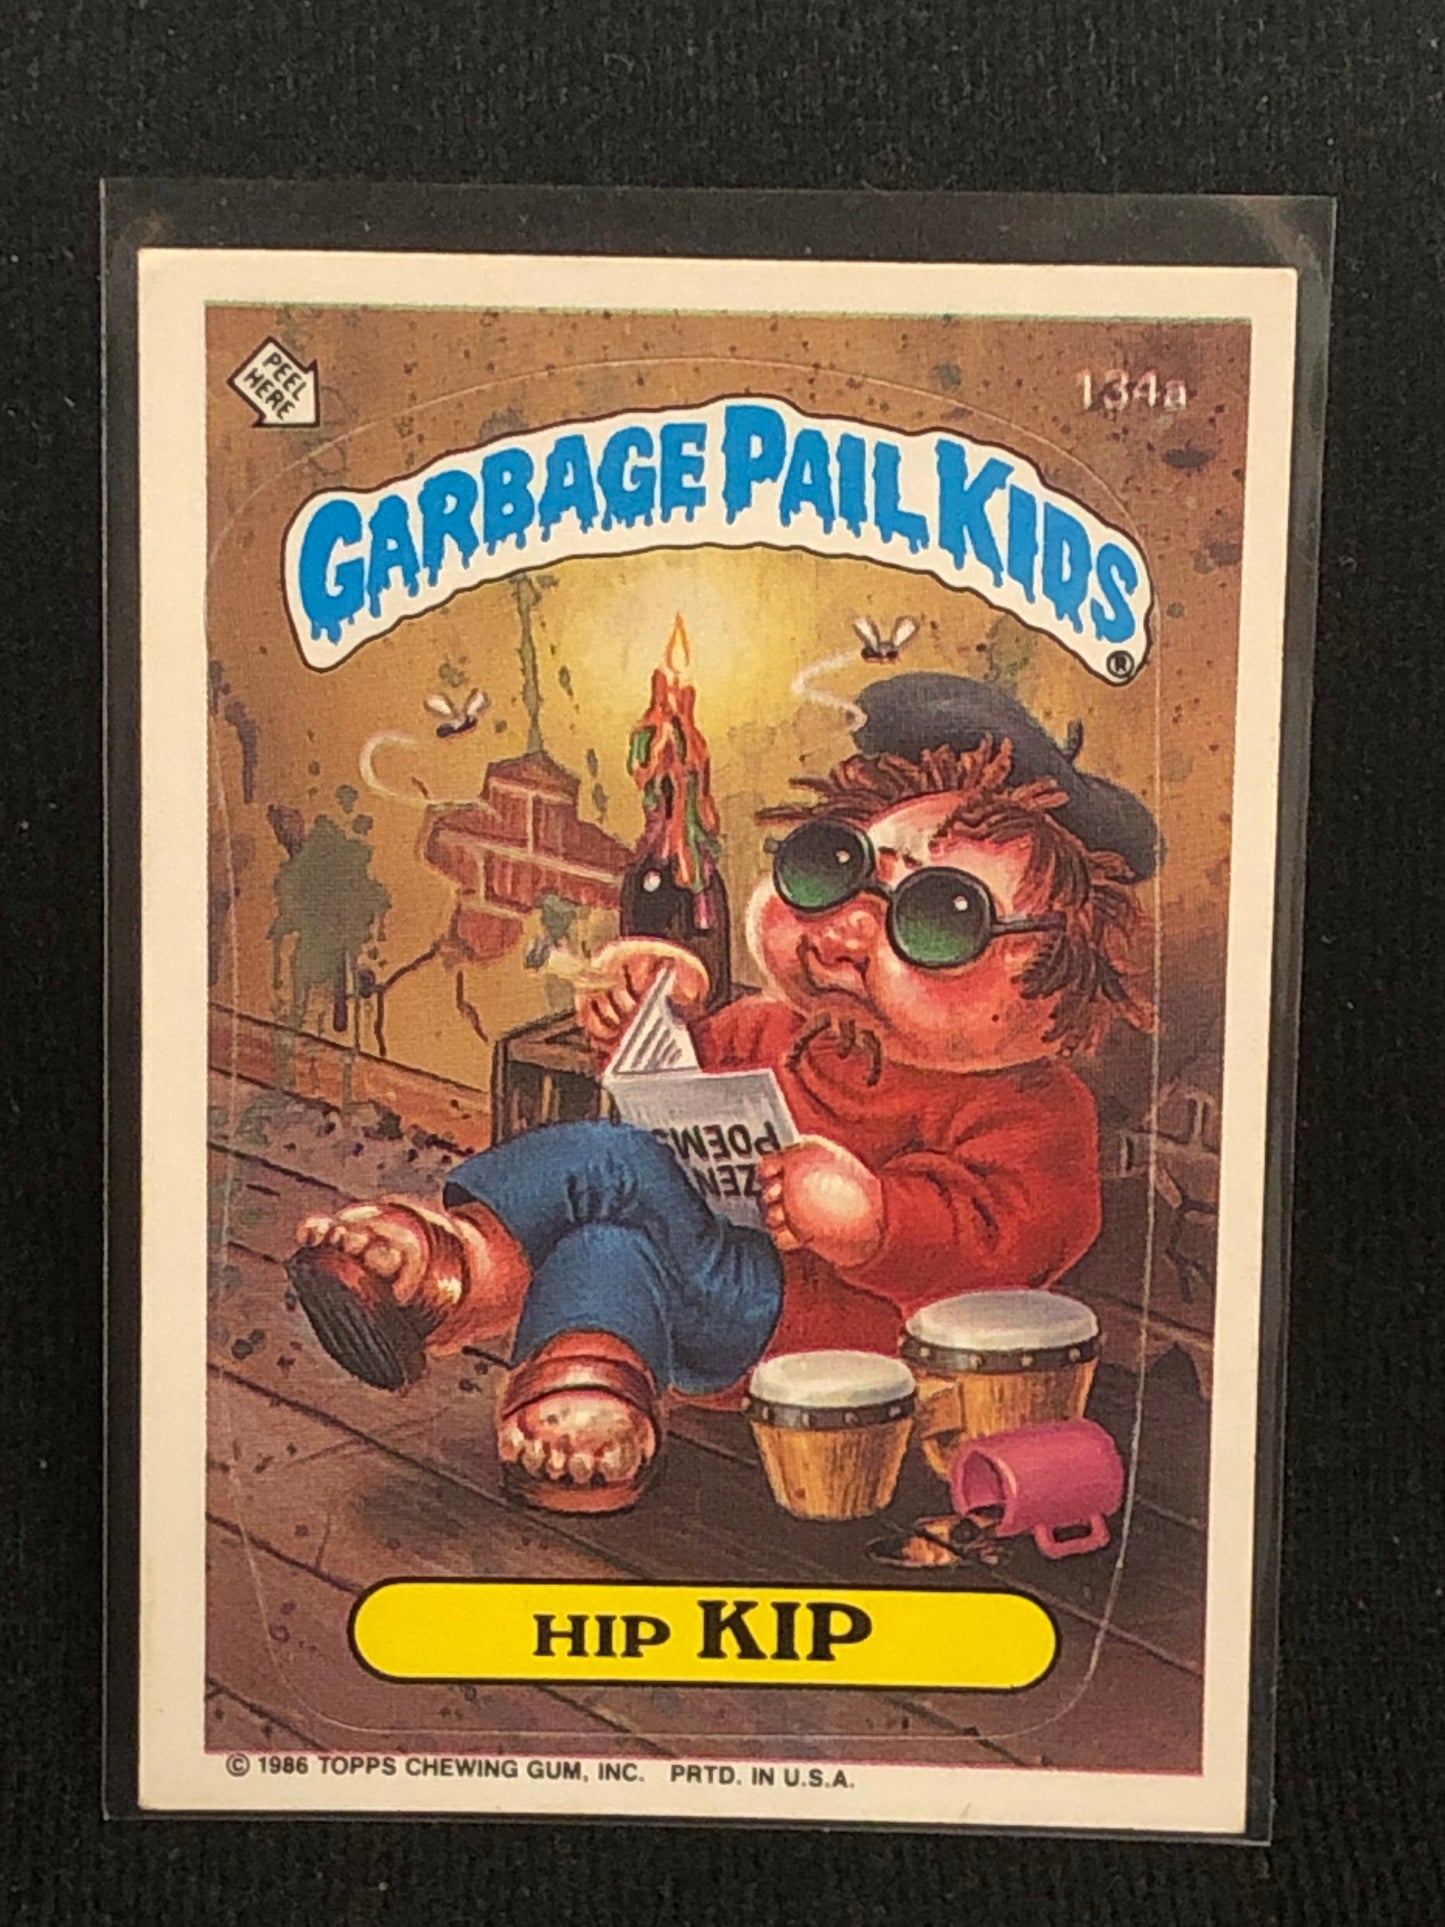 PEEL
HERE
134a
GARBAGE PAIL KIDS
®
ZEN
POEMS
HIP KIP
© 1986 TOPPS CHEWING GUM, INC. PRTD. IN U.S.A.